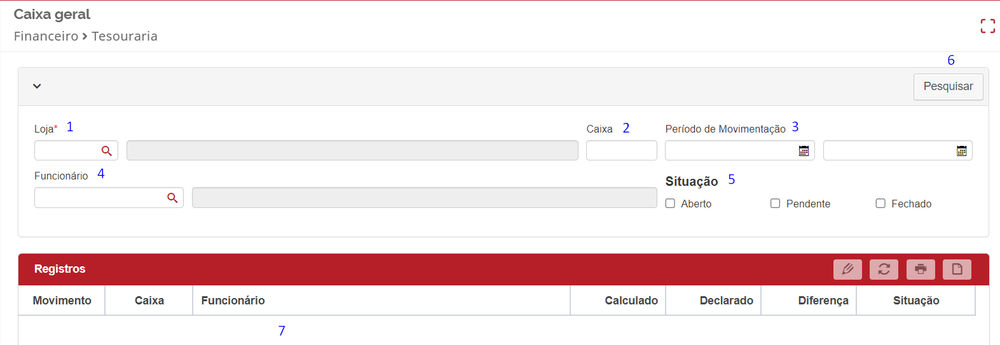 Caixa geral
Financeiro > Tesouraria
6
Pesquisar
Loja* 1
Caixa 2
Período de Movimentação 3
Funcionário 4
Situação 5
Aberto Pendente Fechado
Registros
Movimento Caixa Funcionário Calculado Declarado Diferença Situação
7